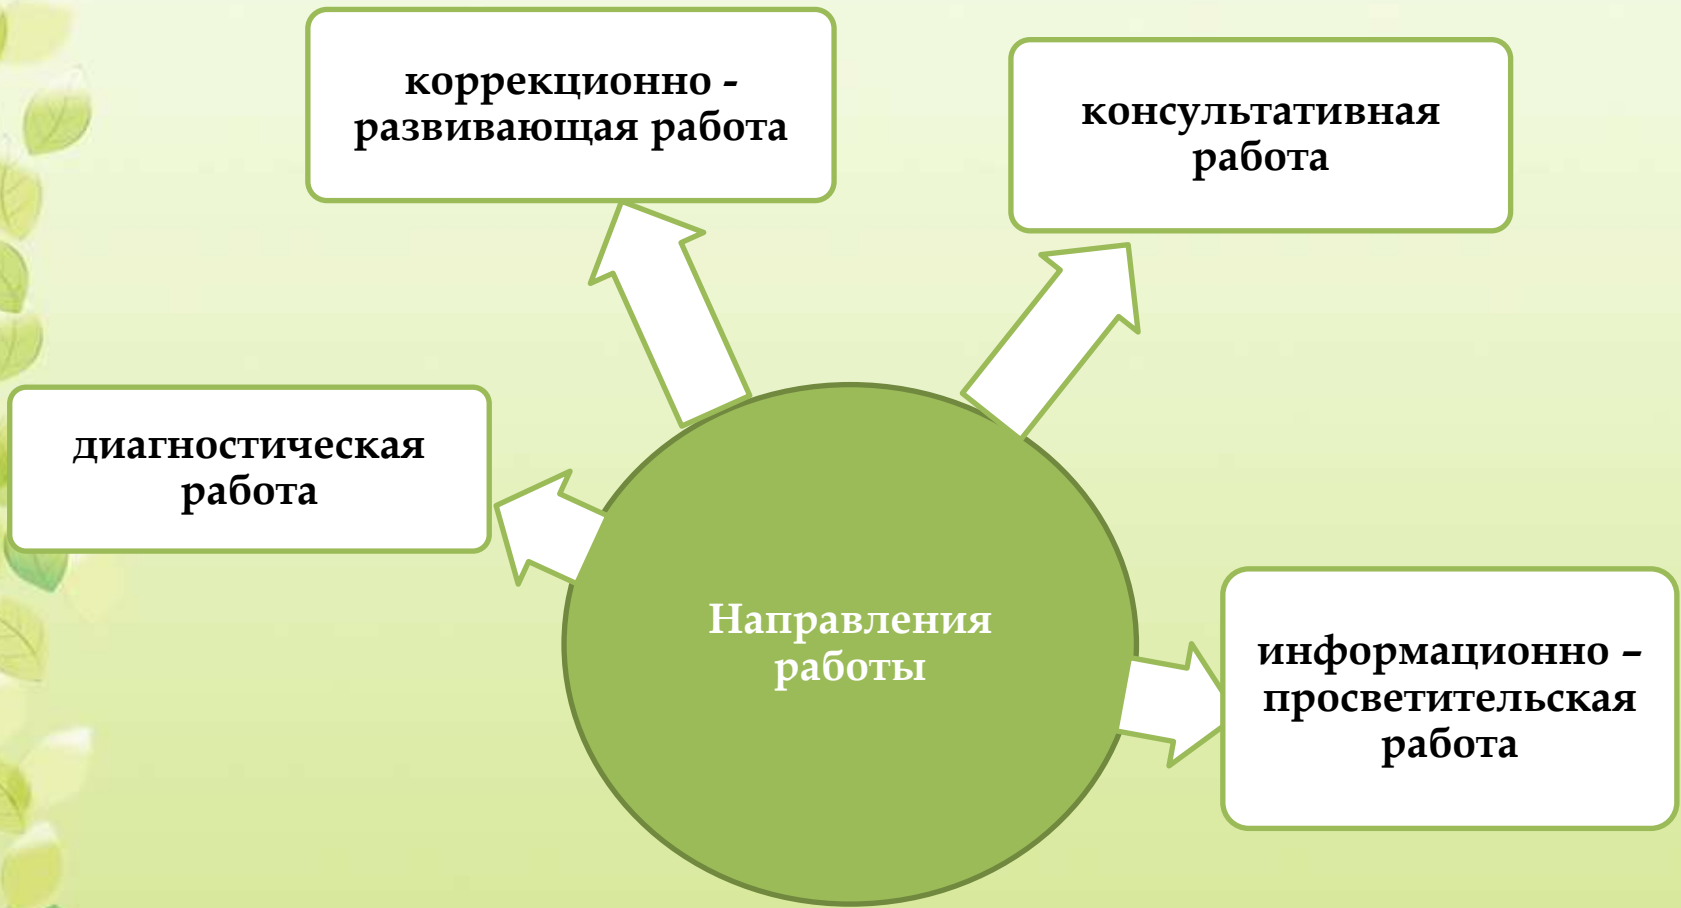 коррекционно -
развивающая работа
консультативная
работа
диагностическая
работа
Направления
работы
информационно –
просветительская
работа